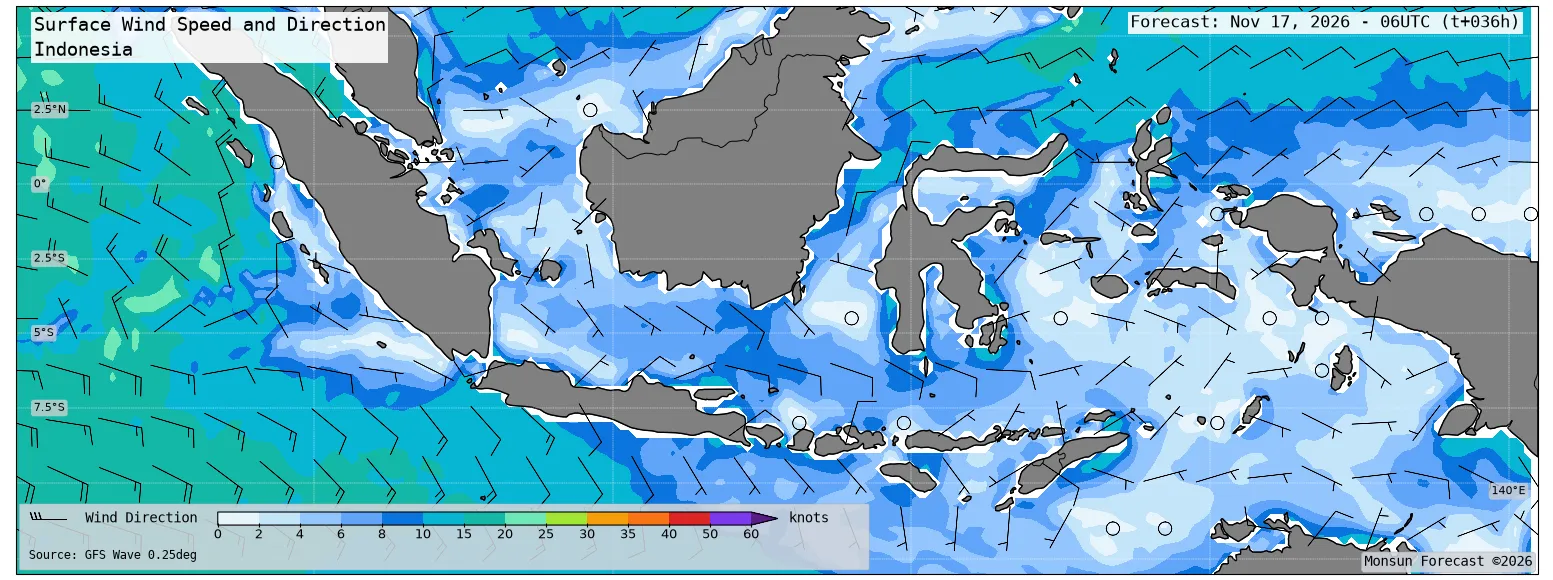 Surface Wind Speed and Direction
Indonesia
Forecast: Nov 17, 2026 - 06UTC (t+036h)
2.5°N
0°
2.5°S
5°S
7.5°S
140°E
Wind Direction
0 2 4 6 8 10 15 20 25 30 40 50 60
knots
Source: GFS Wave 0.25deg
Monsun Forecast ©2026